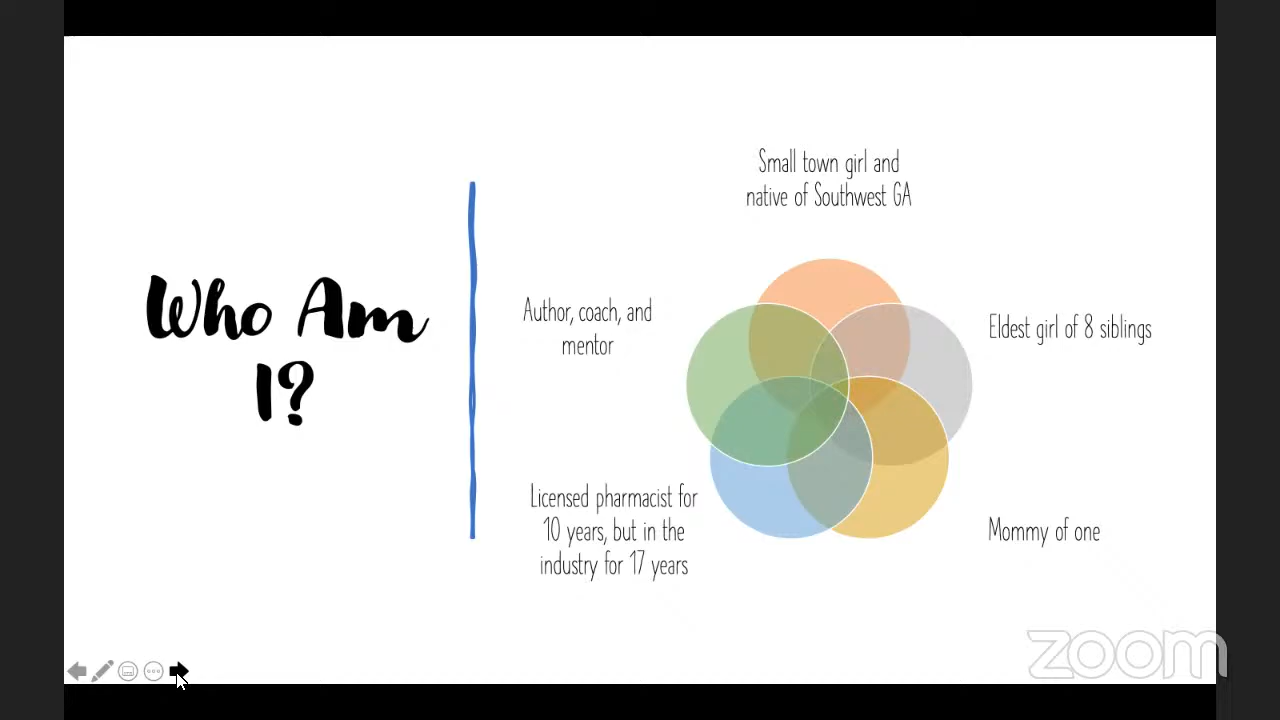 Who Am
I?
Small town girl and
native of Southwest GA
Eldest girl of 8 siblings
Mommy of one
Licensed pharmacist for
10 years, but in the
industry for 17 years
Author, coach, and
mentor
zoom